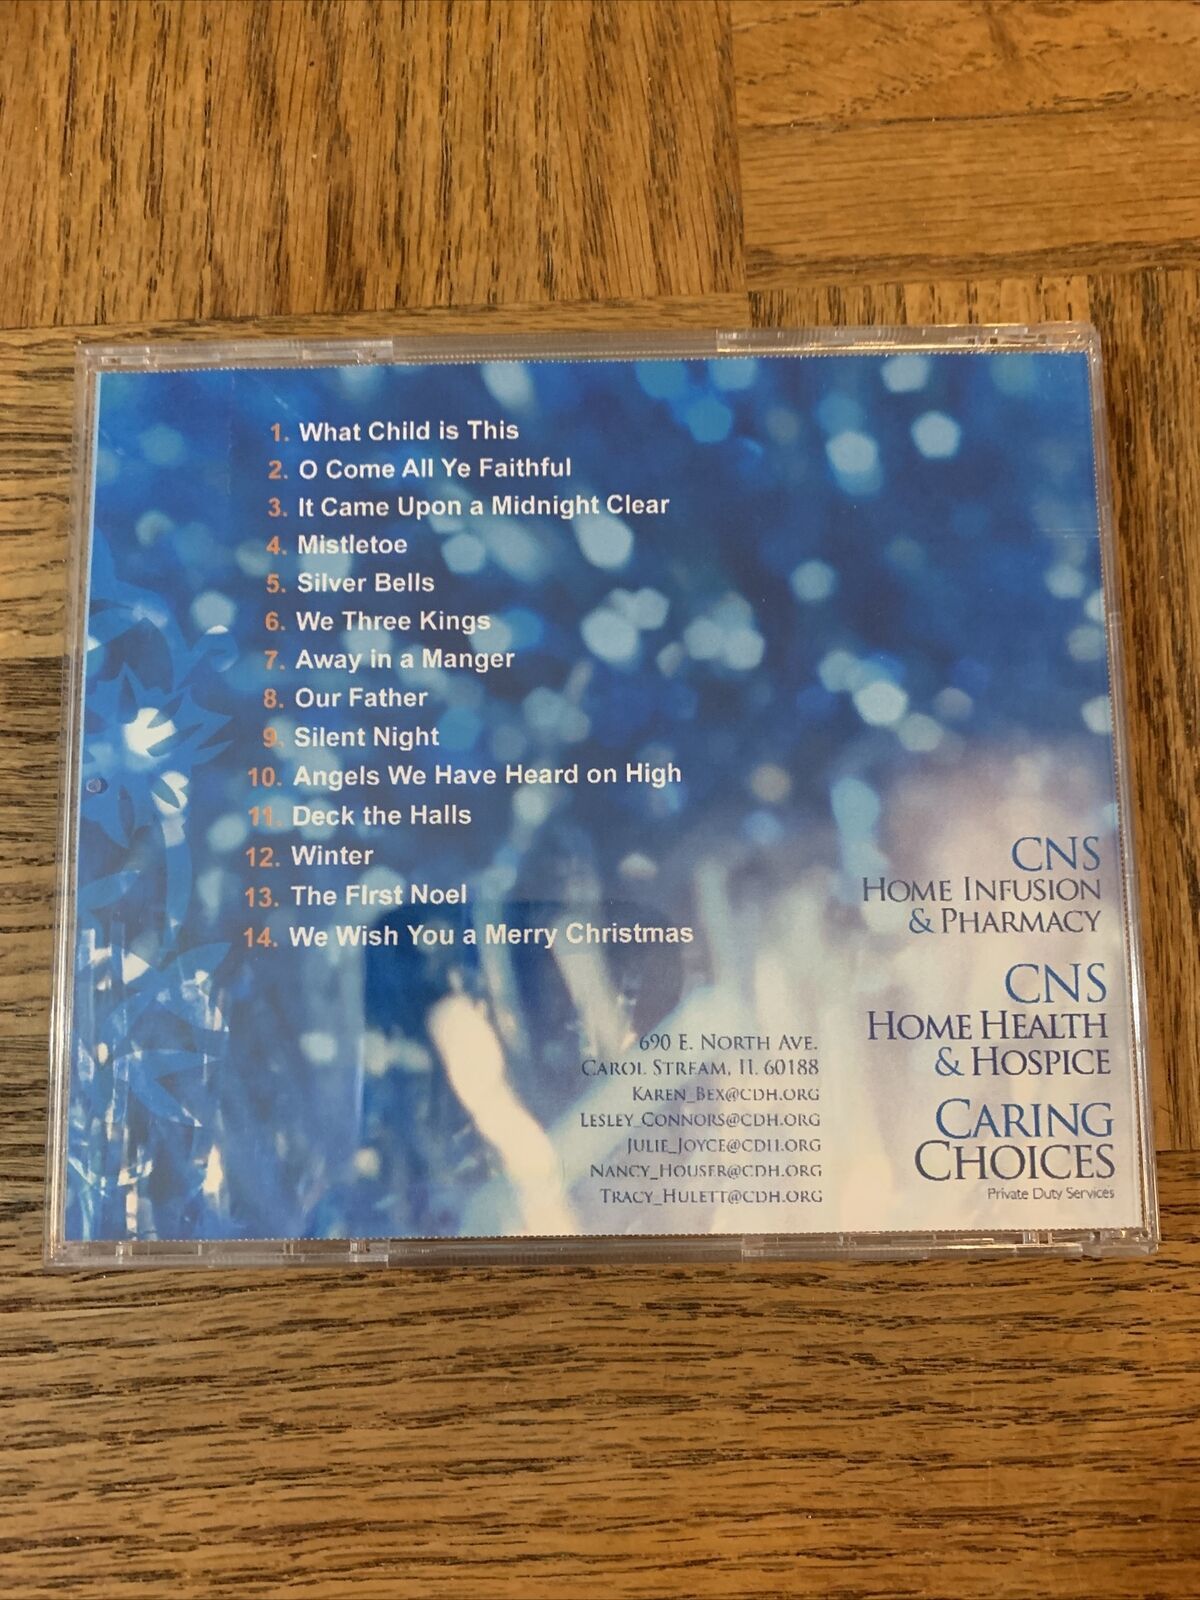 1. What Child is This
2. O Come All Ye Faithful
3. It Came Upon a Midnight Clear
4. Mistletoe
5. Silver Bells
6. We Three Kings
7. Away in a Manger
8. Our Father
9. Silent Night
10. Angels We Have Heard on High
11. Deck the Halls
12. Winter
13. The FIrst Noel
14. We Wish You a Merry Christmas
690 E. North Ave.
Carol Stream, IL 60188
Karen_Bex@cdh.org
Lesley_Connors@cdh.org
Julie_Joyce@cdh.org
Nancy_Houser@cdh.org
Tracy_Hulett@cdh.org
CNS
Home Infusion
& Pharmacy
CNS
Home Health
& Hospice
Caring
Choices
Private Duty Services